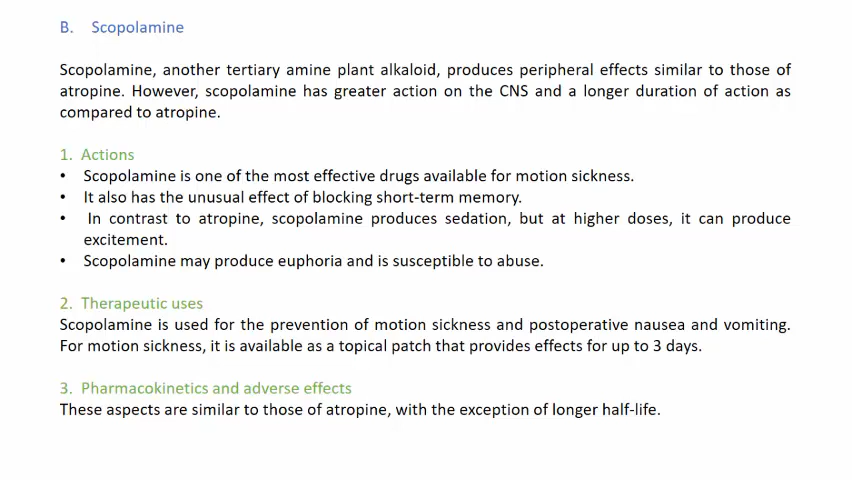 B. Scopolamine
Scopolamine, another tertiary amine plant alkaloid, produces peripheral effects similar to those of
atropine. However, scopolamine has greater action on the CNS and a longer duration of action as
compared to atropine.
1. Actions
• Scopolamine is one of the most effective drugs available for motion sickness.
• It also has the unusual effect of blocking short-term memory.
• In contrast to atropine, scopolamine produces sedation, but at higher doses, it can produce
excitement.
• Scopolamine may produce euphoria and is susceptible to abuse.
2. Therapeutic uses
Scopolamine is used for the prevention of motion sickness and postoperative nausea and vomiting.
For motion sickness, it is available as a topical patch that provides effects for up to 3 days.
3. Pharmacokinetics and adverse effects
These aspects are similar to those of atropine, with the exception of longer half-life.